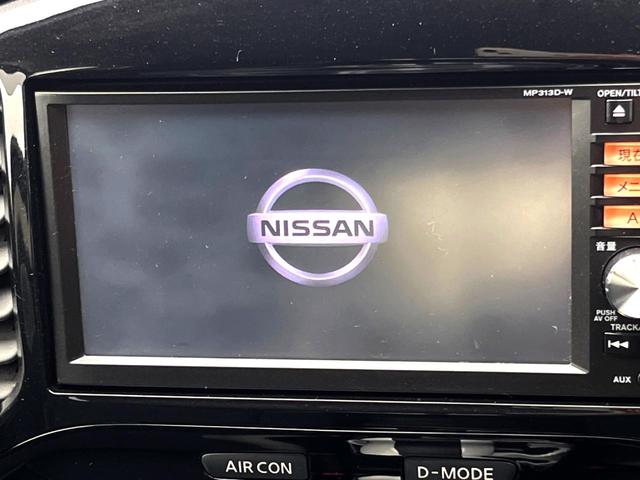 MP313D-W
OPEN/TILT
現在
メニ
A
音量
NISSAN
PUSH
AV OFF
TRACK
AUX
AIR CON
D-MODE